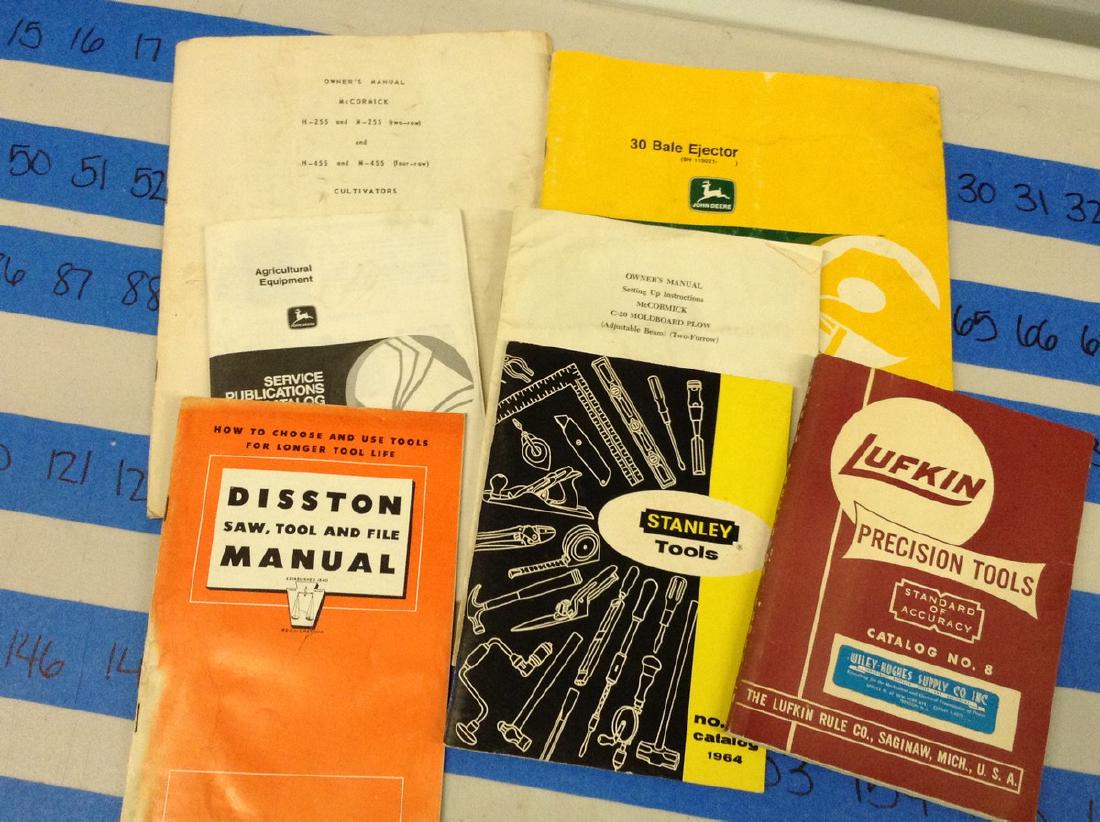 15 16 17
50 51 52
87 88
121
146
30 31 32
65 66
OWNER'S MANUAL
McCORMICK
H-255 and M-255 (two-row)
and
H-455 and M-455 (four-row)
CULTIVATORS
30 Bale Ejector
JOHN DEERE
Agricultural
Equipment
SERVICE
PUBLICATIONS
CATALOG
OWNER'S MANUAL
Setting Up Instructions
McCORMICK
C-20 MOLDBOARD PLOW
(Adjustable Beam) (Two-Furrow)
HOW TO CHOOSE AND USE TOOLS
FOR LONGER TOOL LIFE
DISSTON
SAW, TOOL AND FILE
MANUAL
STANLEY
Tools
no.
catalog
1964
LUFKIN
PRECISION TOOLS
STANDARD
OF
ACCURACY
CATALOG NO. 8
WILEY-HUGHES SUPPLY CO INC
THE LUFKIN RULE CO., SAGINAW, MICH., U. S. A.